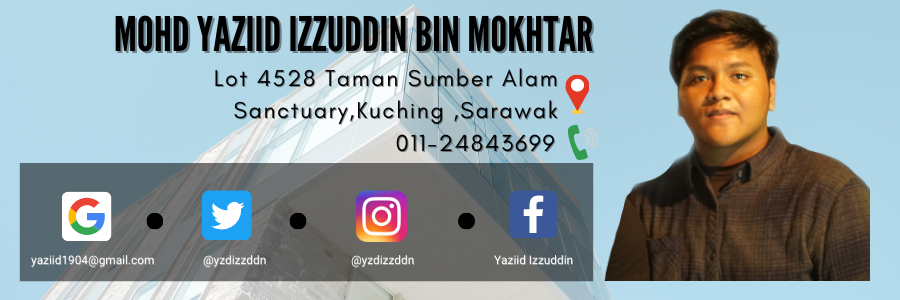 MOHD YAZIID IZZUDDIN BIN MOKHTAR
Lot 4528 Taman Sumber Alam
Sanctuary,Kuching ,Sarawak
011-24843699
yaziid1904@gmail.com
@yzdizzddn
@yzdizzddn
Yaziid Izzuddin